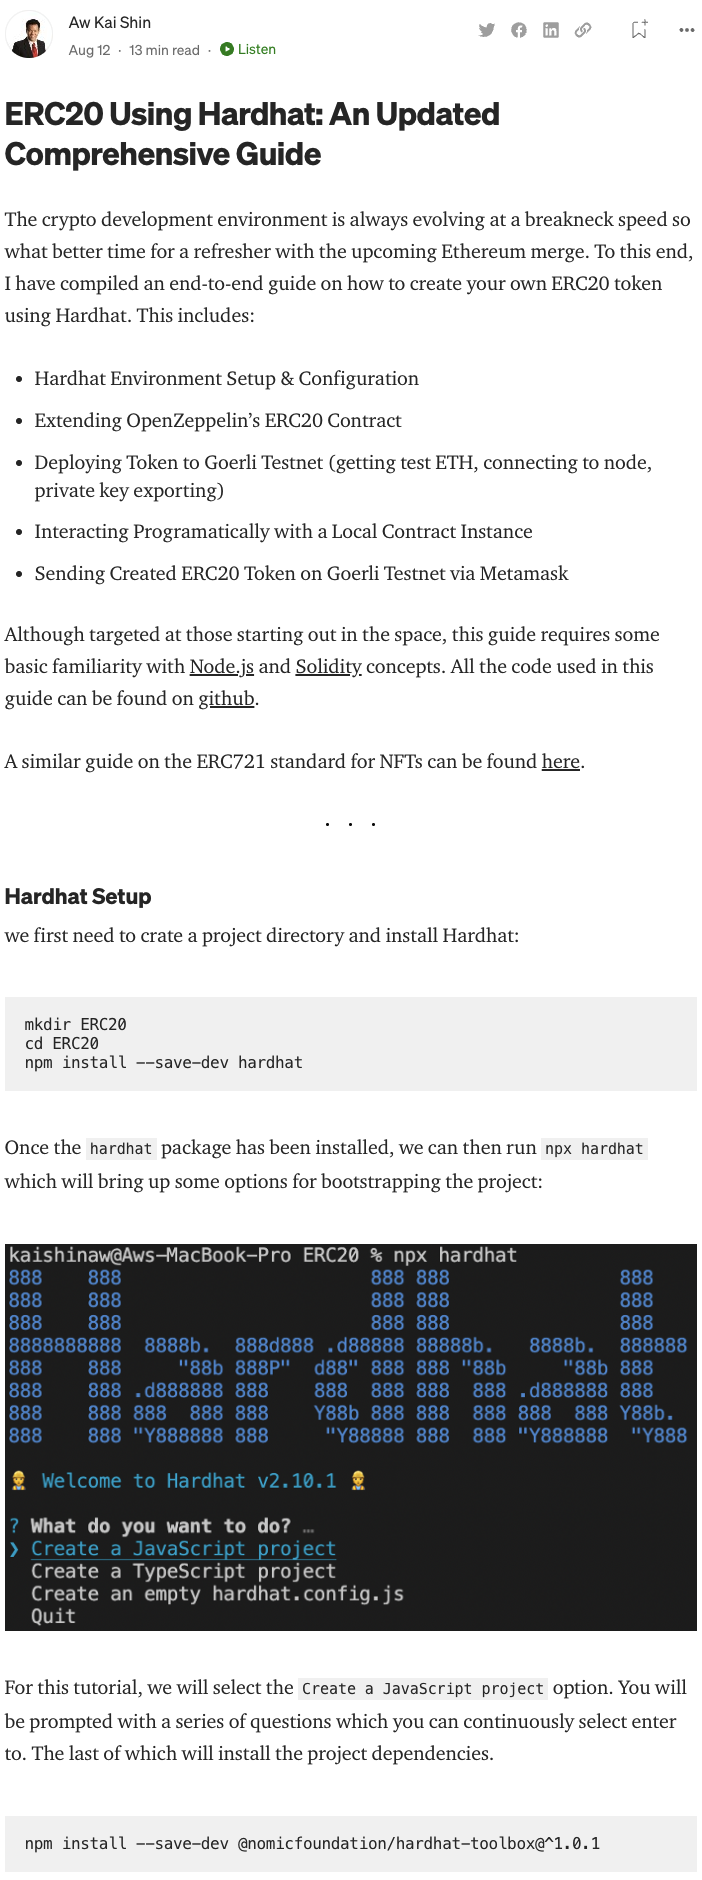 Aw Kai Shin
Aug 12 · 13 min read · Listen
ERC20 Using Hardhat: An Updated
Comprehensive Guide
The crypto development environment is always evolving at a breakneck speed so
what better time for a refresher with the upcoming Ethereum merge. To this end,
I have compiled an end-to-end guide on how to create your own ERC20 token
using Hardhat. This includes:
• Hardhat Environment Setup & Configuration
• Extending OpenZeppelin’s ERC20 Contract
• Deploying Token to Goerli Testnet (getting test ETH, connecting to node,
private key exporting)
• Interacting Programatically with a Local Contract Instance
• Sending Created ERC20 Token on Goerli Testnet via Metamask
Although targeted at those starting out in the space, this guide requires some
basic familiarity with Node.js and Solidity concepts. All the code used in this
guide can be found on github.
A similar guide on the ERC721 standard for NFTs can be found here.
. . .
Hardhat Setup
we first need to crate a project directory and install Hardhat:
mkdir ERC20
cd ERC20
npm install --save-dev hardhat
Once the hardhat package has been installed, we can then run npx hardhat
which will bring up some options for bootstrapping the project:
kaishinaw@Aws-MacBook-Pro ERC20 % npx hardhat
888    888                      888 888               888
888    888                      888 888               888
888    888                      888 888               888
8888888888  8888b.  888d888 .d88888 88888b.   8888b.  888888
888    888     "88b 888P"  d88" 888 888 "88b     "88b 888
888    888 .d888888 888    888  888 888  888 .d888888 888
888    888 888  888 888    Y88b 888 888  888 888  888 Y88b.
888    888 "Y888888 888     "Y88888 888  888 "Y888888  "Y888
👷 Welcome to Hardhat v2.10.1 👷
? What do you want to do? …
❯ Create a JavaScript project
Create a TypeScript project
Create an empty hardhat.config.js
Quit
For this tutorial, we will select the Create a JavaScript project option. You will
be prompted with a series of questions which you can continuously select enter
to. The last of which will install the project dependencies.
npm install --save-dev @nomicfoundation/hardhat-toolbox@^1.0.1